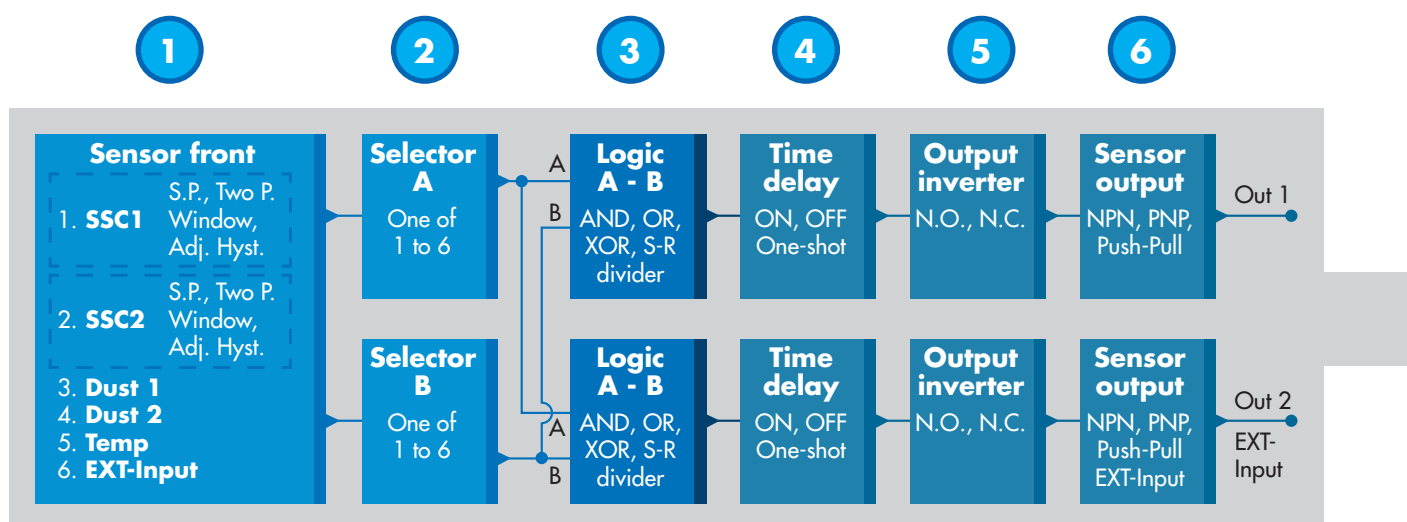 1
2
3
4
5
6
Sensor front
1. SSC1
S.P., Two P.
Window,
Adj. Hyst.
2. SSC2
S.P., Two P.
Window,
Adj. Hyst.
3. Dust 1
4. Dust 2
5. Temp
6. EXT-Input
Selector
A
One of
1 to 6
Selector
B
One of
1 to 6
A
B
Logic
A - B
AND, OR,
XOR, S-R
divider
A
B
Logic
A - B
AND, OR,
XOR, S-R
divider
Time
delay
ON, OFF
One-shot
Time
delay
ON, OFF
One-shot
Output
inverter
N.O., N.C.
Output
inverter
N.O., N.C.
Sensor
output
NPN, PNP,
Push-Pull
Sensor
output
NPN, PNP,
Push-Pull
EXT-Input
Out 1
Out 2
EXT-
Input